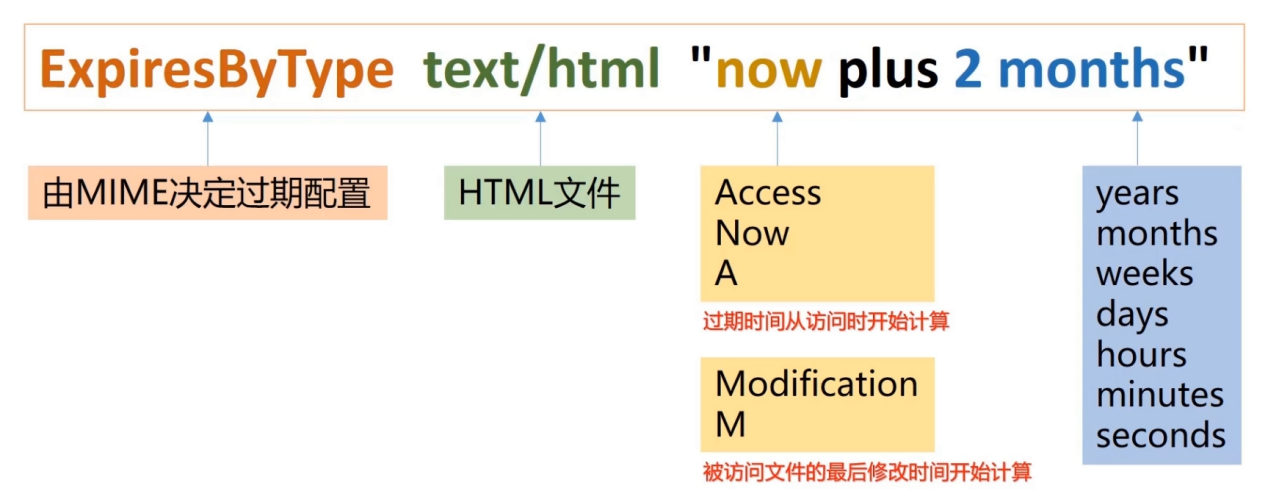 ExpiresByType text/html "now plus 2 months"
由MIME决定过期配置
HTML文件
Access
Now
A
过期时间从访问时开始计算
Modification
M
被访问文件的最后修改时间开始计算
years
months
weeks
days
hours
minutes
seconds